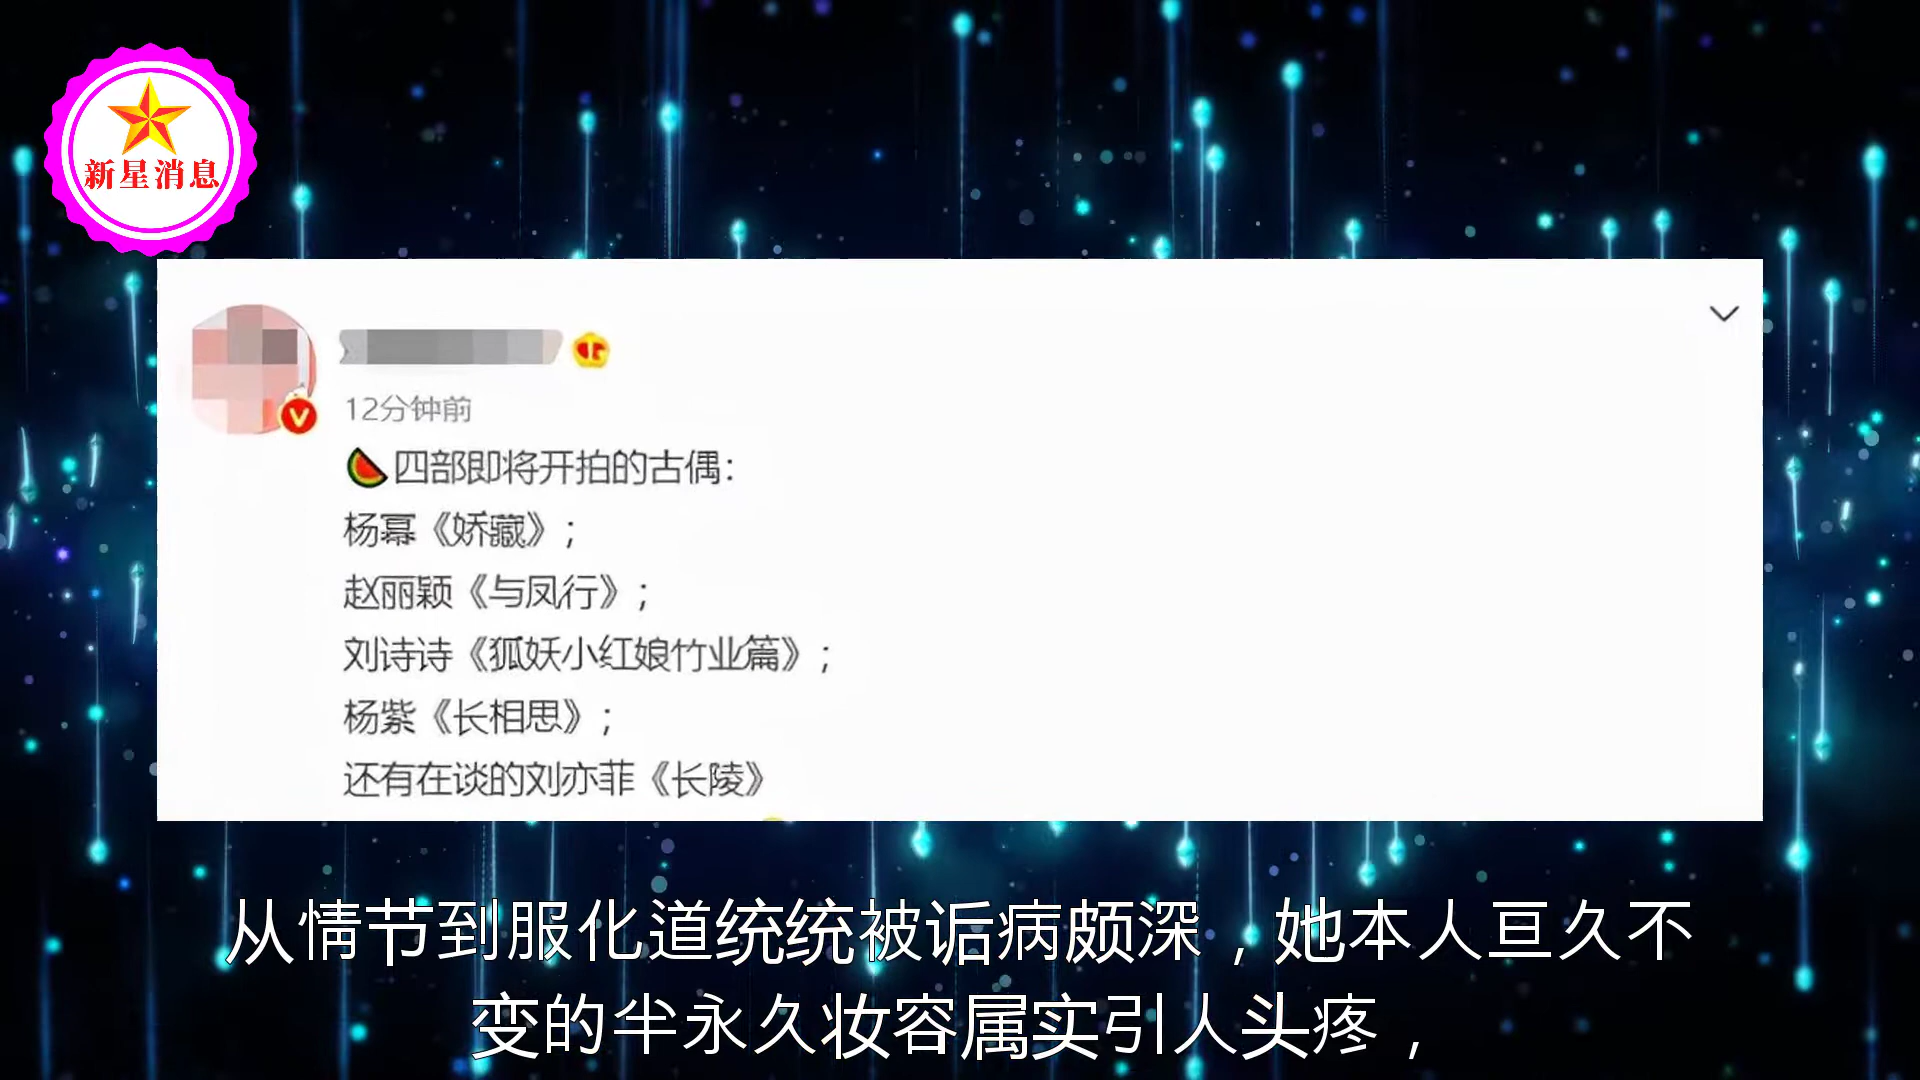 新星消息
12分钟前
四部即将开拍的古偶：
杨幂《娇藏》；
赵丽颖《与凤行》；
刘诗诗《狐妖小红娘竹业篇》；
杨紫《长相思》；
还有在谈的刘亦菲《长陵》
从情节到服化道统统被诟病颇深，她本人亘久不
变的半永久妆容属实引人头疼，